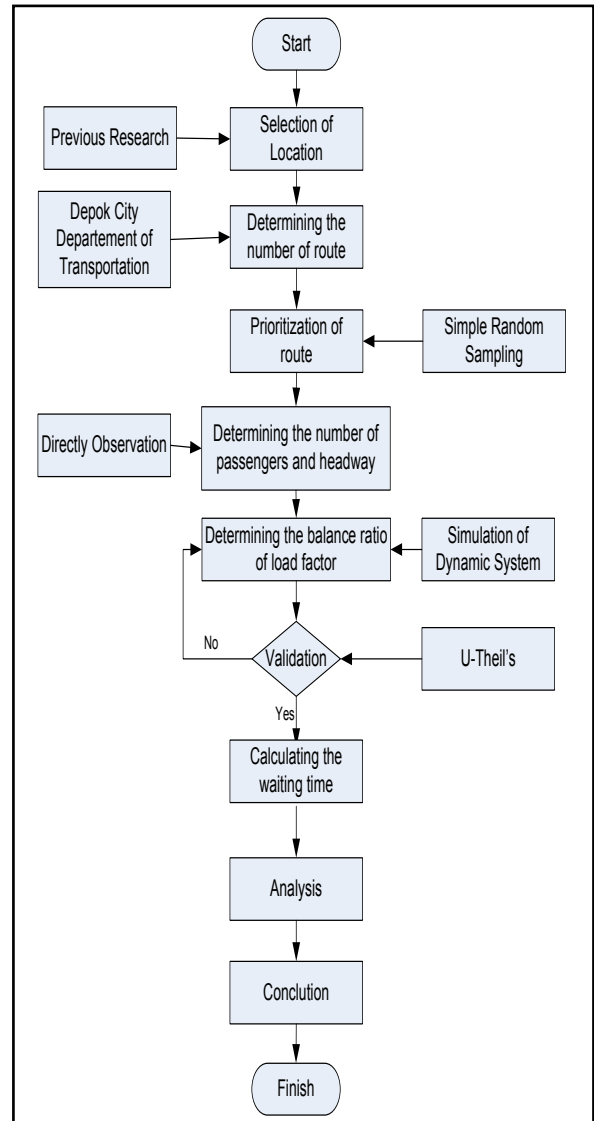 Start
Previous Research
Selection of
Location
Depok City
Departement of
Transportation
Determining the
number of route
Prioritization of
route
Simple Random
Sampling
Directly Observation
Determining the number of
passengers and headway
Determining the balance ratio
of load factor
Simulation of
Dynamic System
No
Validation
U-Theil's
Yes
Calculating the
waiting time
Analysis
Conclution
Finish